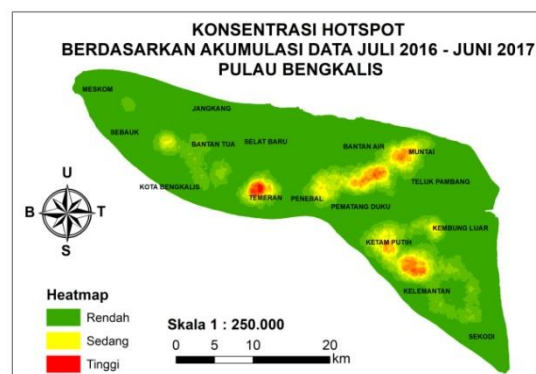 KONSENTRASI HOTSPOT
BERDASARKAN AKUMULASI DATA JULI 2016 - JUNI 2017
PULAU BENGKALIS
MESKOM
JANGKANG
SEBAUK
BANTAN TUA
SELAT BARU
BANTAN AIR
MUNTAI
KOTA BENGKALIS
TEMERAN
PENEBAL
TELUK PAMBANG
PEMATANG DUKU
KEMBUNG LUAR
KETAM PUTIH
KELEMANTAN
SEKODI
U
B T
S
Heatmap
Rendah
Sedang
Tinggi
Skala 1 : 250.000
0 5 10 20
km